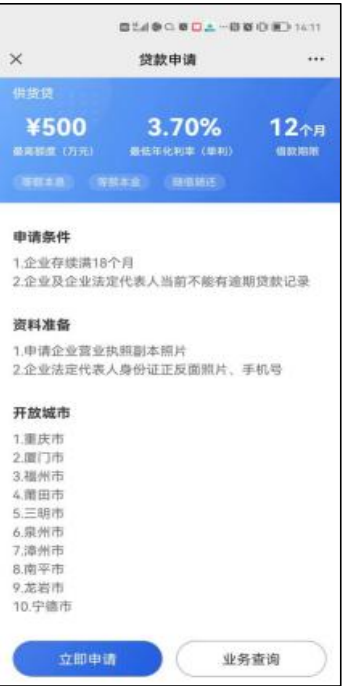 14:11
贷款申请
供货贷
¥500 3.70% 12个月
最高额度（万元） 最低年化利率（单利） 借款期限
等额本息 等额本金 随借随还
申请条件
1.企业存续满18个月
2.企业及企业法定代表人当前不能有逾期贷款记录
资料准备
1.申请企业营业执照副本照片
2.企业法定代表人身份证正反面照片、手机号
开放城市
1.重庆市
2.厦门市
3.福州市
4.莆田市
5.三明市
6.泉州市
7.漳州市
8.南平市
9.龙岩市
10.宁德市
立即申请 业务查询